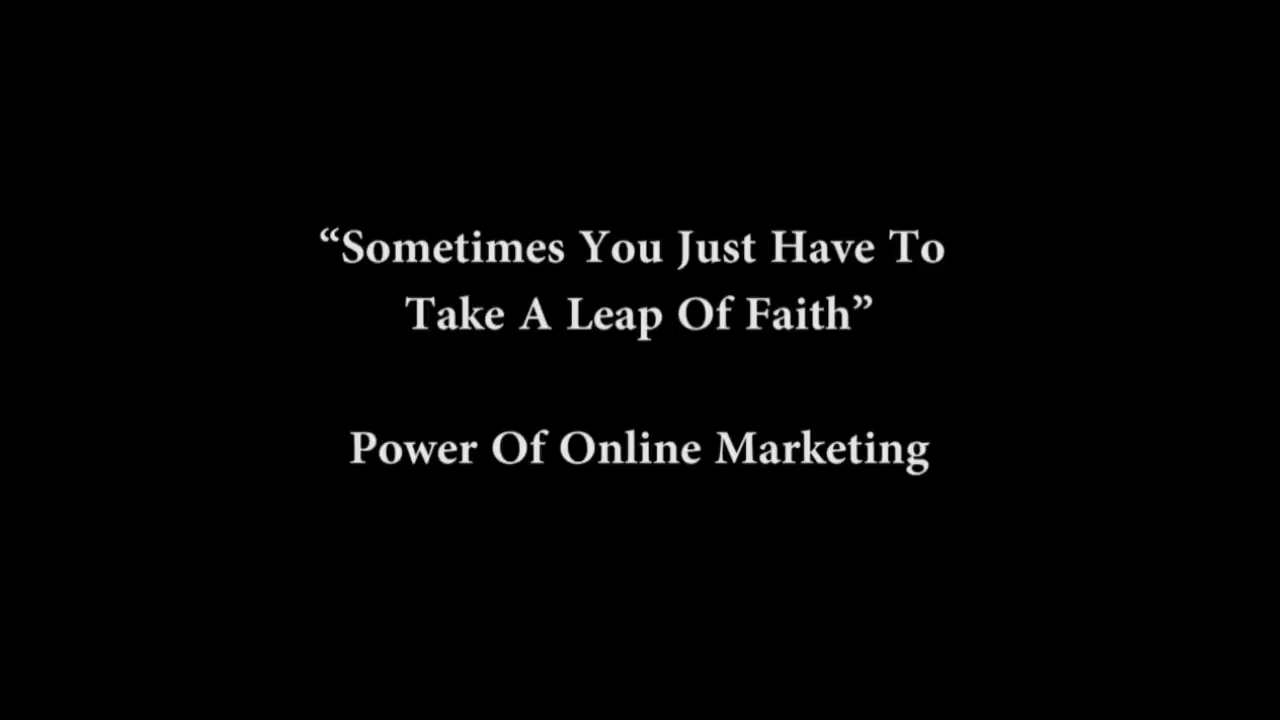 “Sometimes You Just Have To
Take A Leap Of Faith”
Power Of Online Marketing